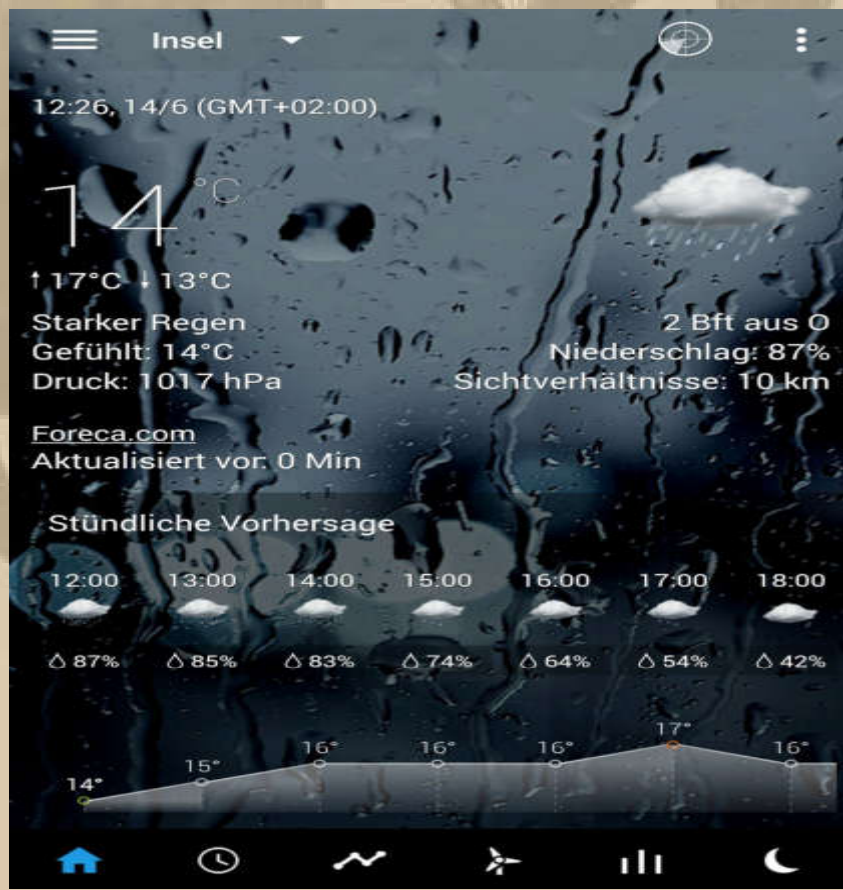 Insel
12:26, 14/6 (GMT+02:00)
14 °C
↑ 17°C ↓ 13°C
Starker Regen
2 Bft aus O
Gefühlt: 14°C
Niederschlag: 87%
Druck: 1017 hPa
Sichtverhältnisse: 10 km
Foreca.com
Aktualisiert vor: 0 Min
Stündliche Vorhersage
12:00 13:00 14:00 15:00 16:00 17:00 18:00
87% 85% 83% 74% 64% 54% 42%
14° 15° 16° 16° 16° 17° 16°